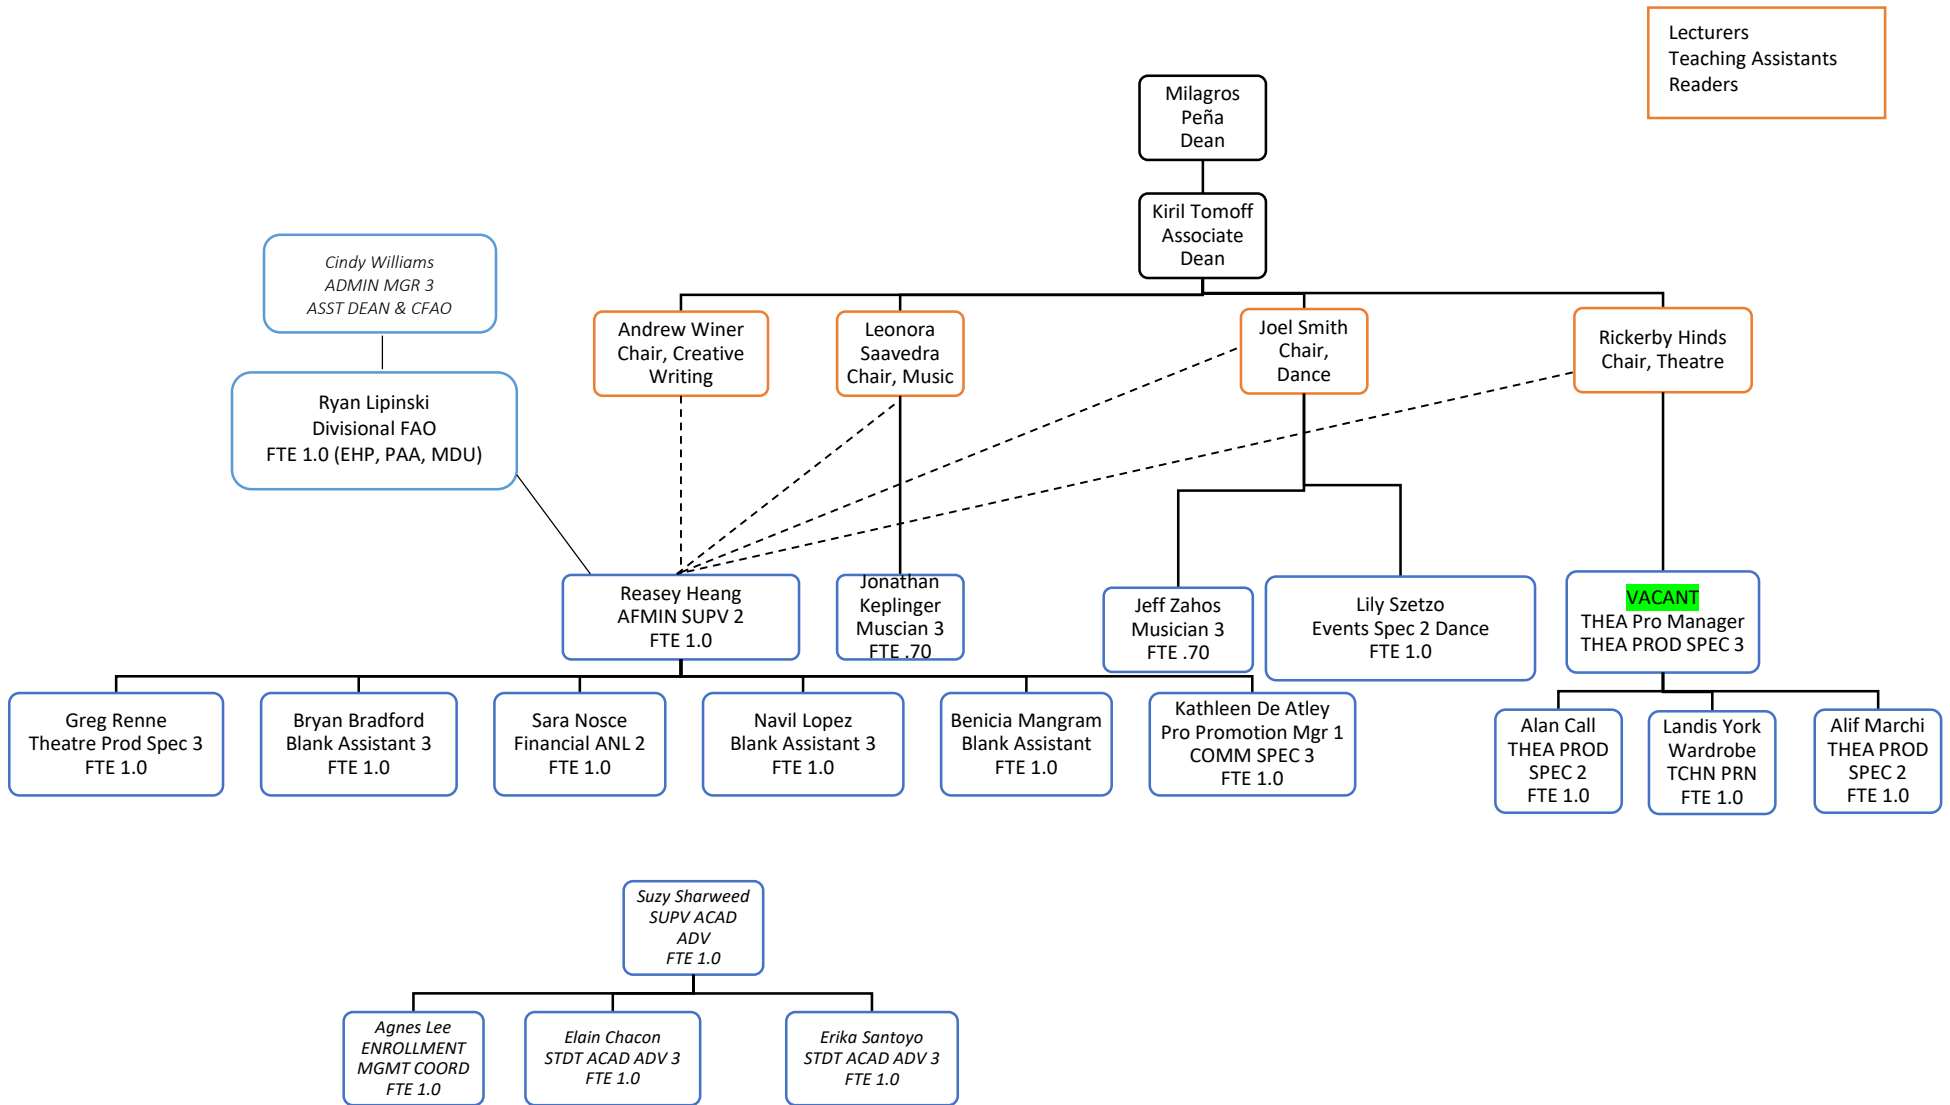 Lecturers
Teaching Assistants
Readers
Milagros
Peña
Dean
Kiril Tomoff
Associate
Dean
Cindy Williams
ADMIN MGR 3
ASST DEAN & CFAO
Ryan Lipinski
Divisional FAO
FTE 1.0 (EHP, PAA, MDU)
Andrew Winer
Chair, Creative
Writing
Leonora
Saavedra
Chair, Music
Joel Smith
Chair,
Dance
Rickerby Hinds
Chair, Theatre
Reasey Heang
AFMIN SUPV 2
FTE 1.0
Jonathan
Keplinger
Muscian 3
FTE .70
Jeff Zahos
Musician 3
FTE .70
Lily Szetzo
Events Spec 2 Dance
FTE 1.0
VACANT
THEA Pro Manager
THEA PROD SPEC 3
Greg Renne
Theatre Prod Spec 3
FTE 1.0
Bryan Bradford
Blank Assistant 3
FTE 1.0
Sara Nosce
Financial ANL 2
FTE 1.0
Navil Lopez
Blank Assistant 3
FTE 1.0
Benicia Mangram
Blank Assistant
FTE 1.0
Kathleen De Atley
Pro Promotion Mgr 1
COMM SPEC 3
FTE 1.0
Alan Call
THEA PROD
SPEC 2
FTE 1.0
Landis York
Wardrobe
TCHN PRN
FTE 1.0
Alif Marchi
THEA PROD
SPEC 2
FTE 1.0
Suzy Sharweed
SUPV ACAD
ADV
FTE 1.0
Agnes Lee
ENROLLMENT
MGMT COORD
FTE 1.0
Elain Chacon
STDT ACAD ADV 3
FTE 1.0
Erika Santoyo
STDT ACAD ADV 3
FTE 1.0